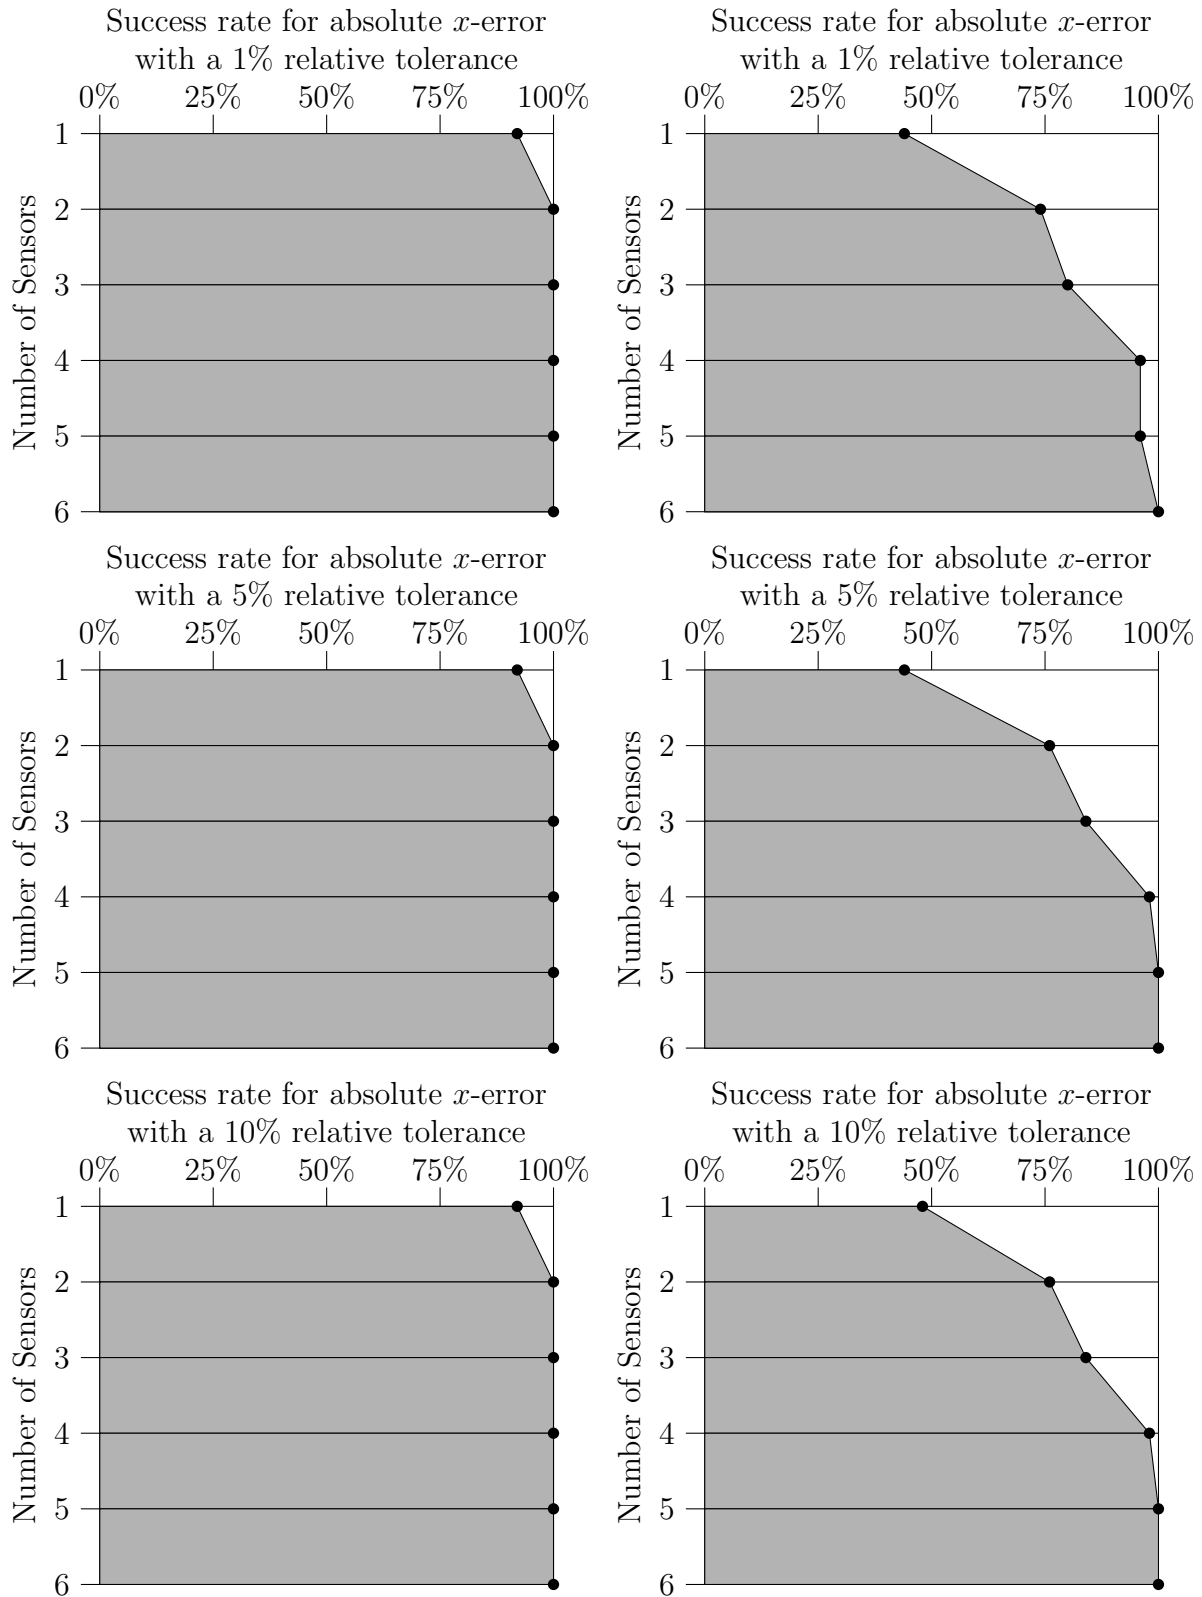 Success rate for absolute x-error
with a 1% relative tolerance
0% 25% 50% 75% 100%
1
2
3
4
5
6
Number of Sensors
Success rate for absolute x-error
with a 1% relative tolerance
0% 25% 50% 75% 100%
1
2
3
4
5
6
Number of Sensors
Success rate for absolute x-error
with a 5% relative tolerance
0% 25% 50% 75% 100%
1
2
3
4
5
6
Number of Sensors
Success rate for absolute x-error
with a 5% relative tolerance
0% 25% 50% 75% 100%
1
2
3
4
5
6
Number of Sensors
Success rate for absolute x-error
with a 10% relative tolerance
0% 25% 50% 75% 100%
1
2
3
4
5
6
Number of Sensors
Success rate for absolute x-error
with a 10% relative tolerance
0% 25% 50% 75% 100%
1
2
3
4
5
6
Number of Sensors